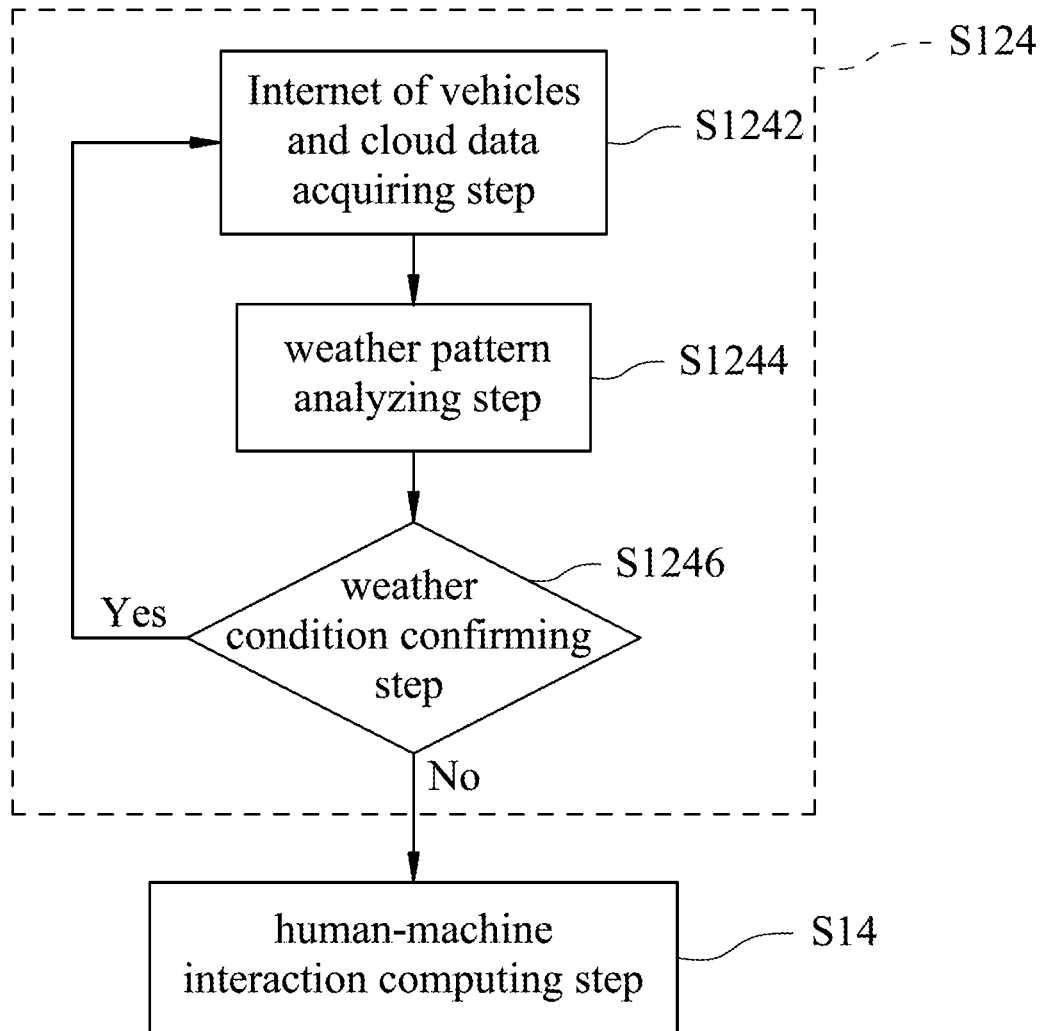 S124
Internet of vehicles
and cloud data
acquiring step
S1242
weather pattern
analyzing step
S1244
weather
condition confirming
step
S1246
Yes
No
human-machine
interaction computing step
S14